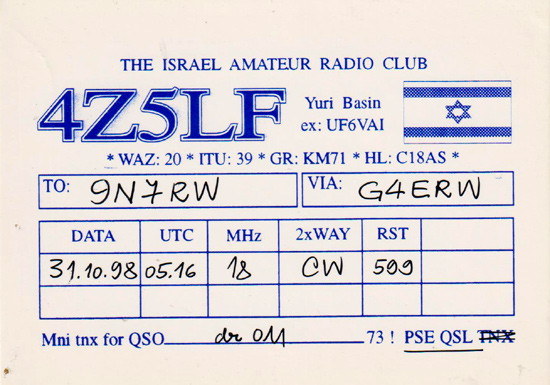 THE ISRAEL AMATEUR RADIO CLUB
4Z5LF
Yuri Basin
ex: UF6VAI
* WAZ: 20 * ITU: 39 * GR: KM71 * HL: C18AS *
TO: 9N7RW VIA: G4ERW
DATA UTC MHz 2xWAY RST
31.10.98 05.16 18 CW 599
Mni tnx for QSO dr OM 73 ! PSE QSL TNX